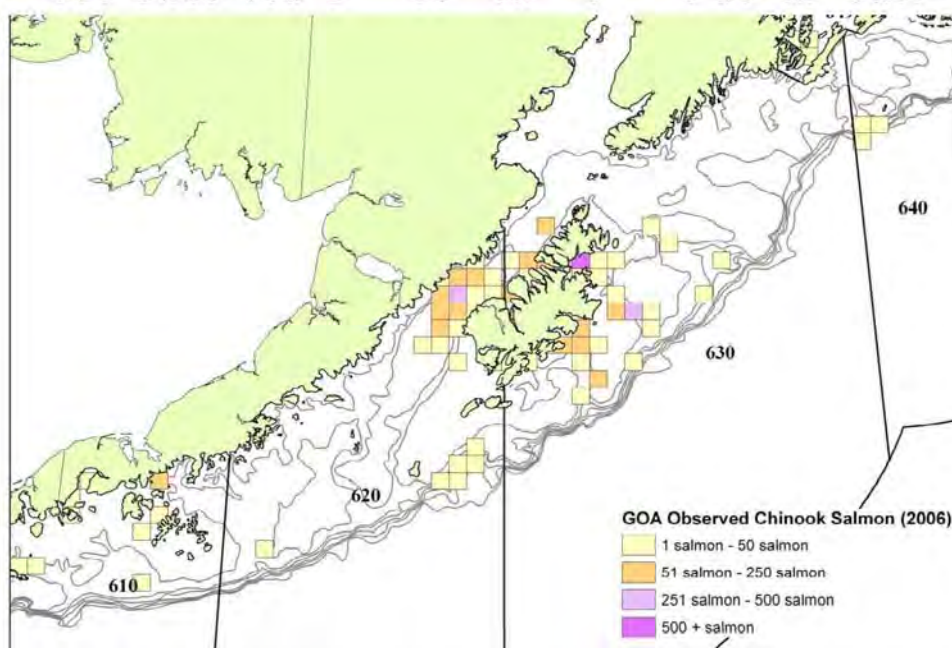 640
630
620
610
GOA Observed Chinook Salmon (2006)
1 salmon - 50 salmon
51 salmon - 250 salmon
251 salmon - 500 salmon
500 + salmon